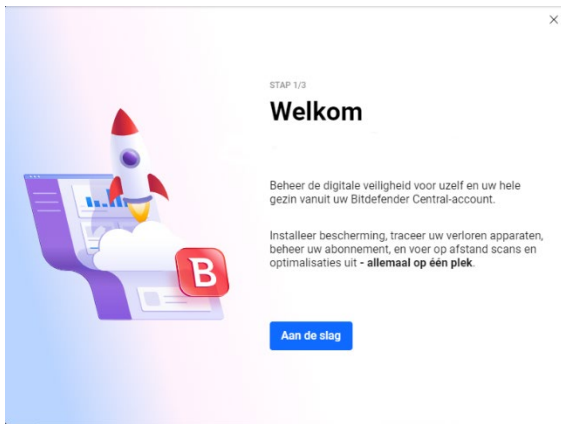 STAP 1/3
Welkom
Beheer de digitale veiligheid voor uzelf en uw hele
gezin vanuit uw Bitdefender Central-account.
Installeer bescherming, traceer uw verloren apparaten,
beheer uw abonnement, en voer op afstand scans en
optimalisaties uit - allemaal op één plek.
B
Aan de slag